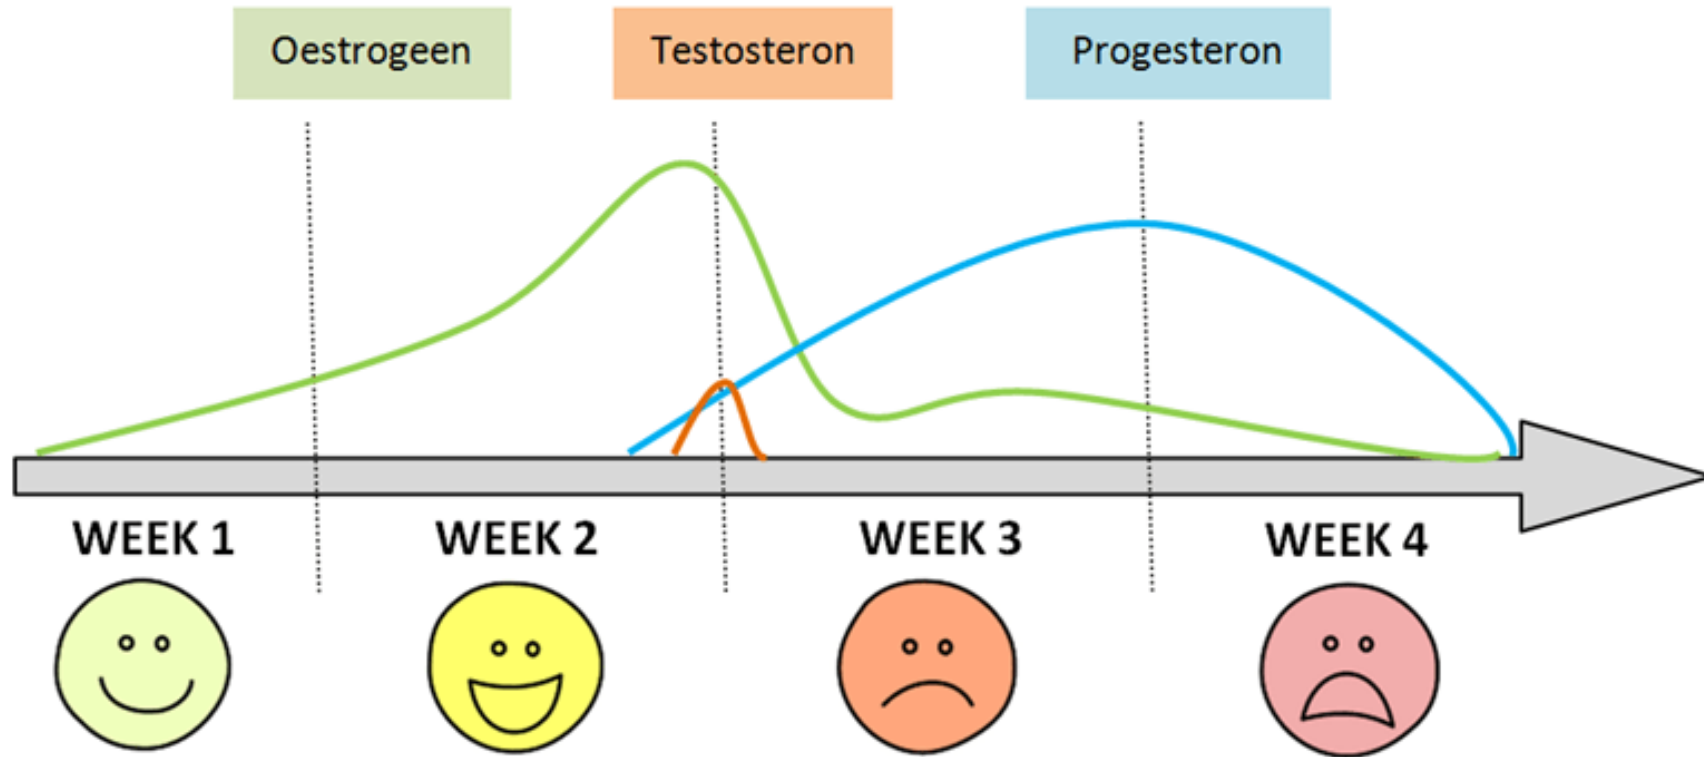 Oestrogeen
Testosteron
Progesteron
WEEK 1
WEEK 2
WEEK 3
WEEK 4